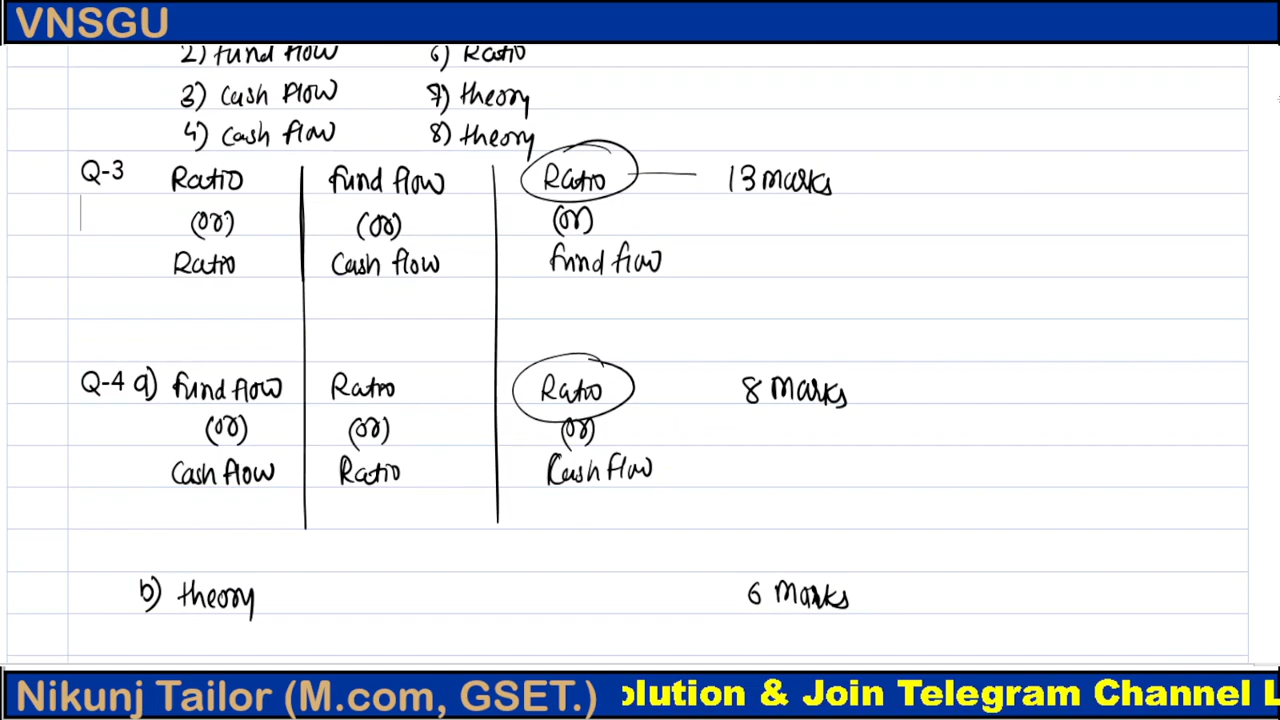 VNSGU
2) fund flow 6) Ratio
3) Cash Flow 7) theory
4) Cash flow 8) theory
Q-3 Ratio fund flow Ratio 13 marks
(or) (or) (or)
Ratio Cash flow fund flow
Q-4 a) fund flow Ratio Ratio 8 Marks
(or) (or) (or)
Cash flow Ratio Cash flow
b) theory 6 Marks
Nikunj Tailor (M.com, GSET.) olution & Join Telegram Channel L